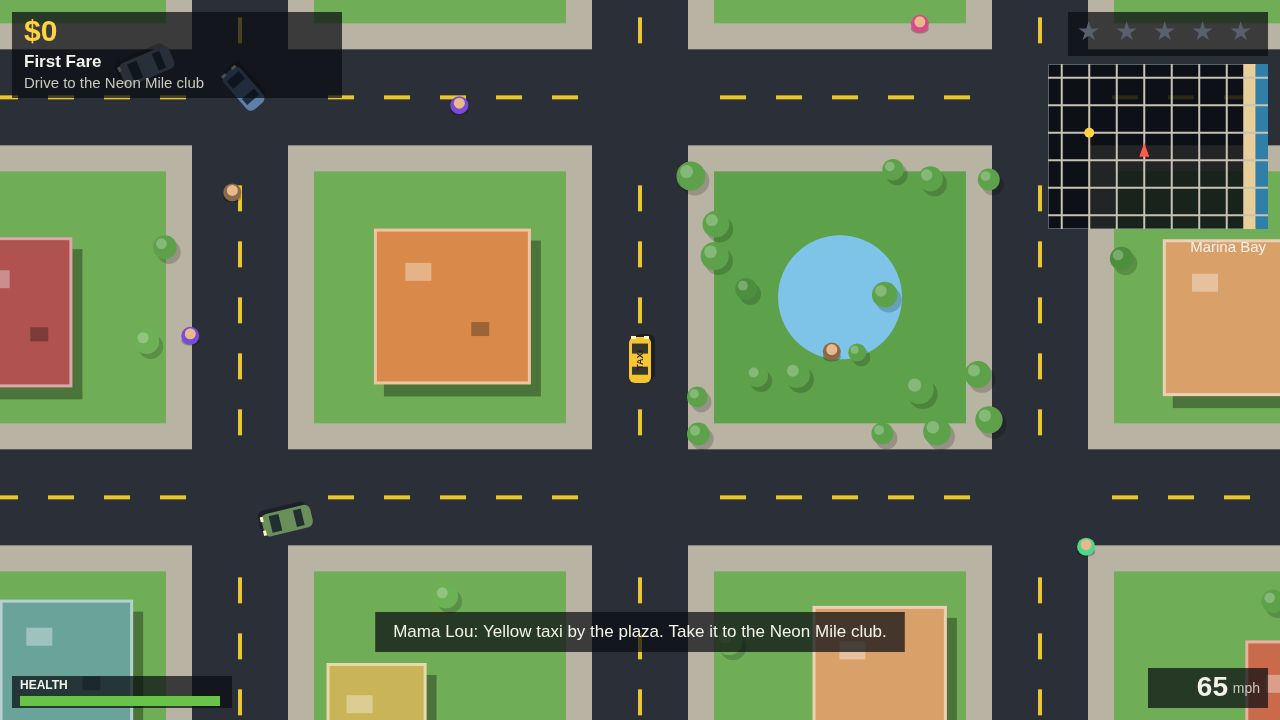 $0
First Fare
Drive to the Neon Mile club
Marina Bay
TAXI
Mama Lou: Yellow taxi by the plaza. Take it to the Neon Mile club.
HEALTH
65 mph